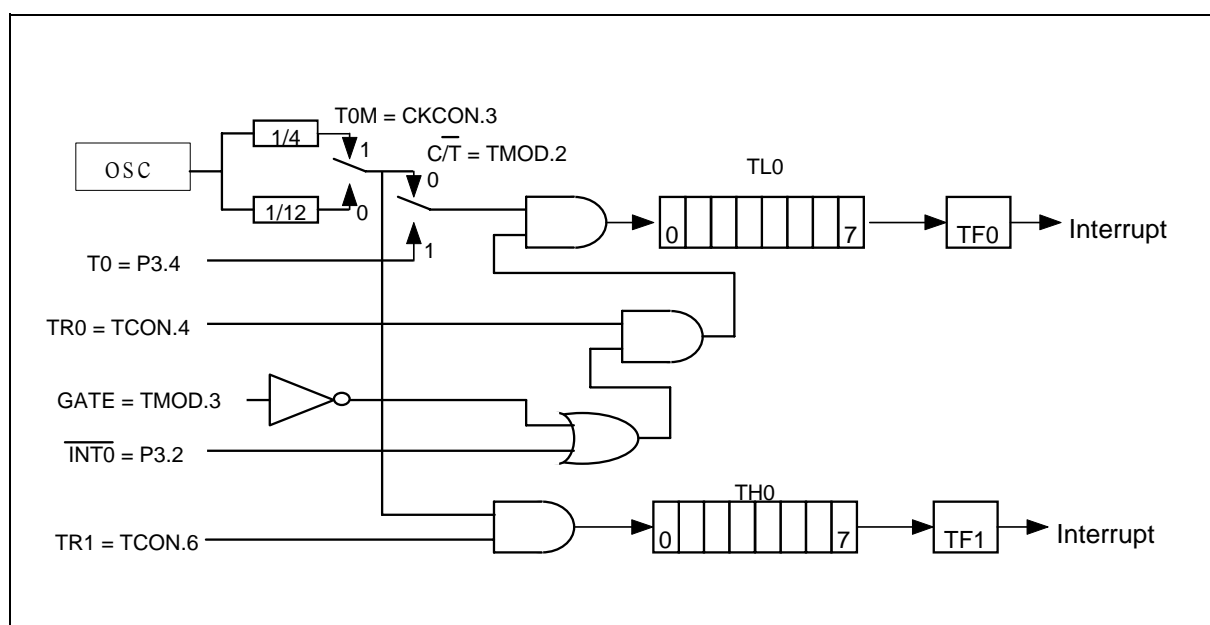 T0M = CKCON.3
1/4
1
C/T̅ = TMOD.2
OSC
0
TL0
1/12
0
0
7
TF0
Interrupt
T0 = P3.4
1
TR0 = TCON.4
GATE = TMOD.3
I̅N̅T̅0̅ = P3.2
TH0
TR1 = TCON.6
0
7
TF1
Interrupt